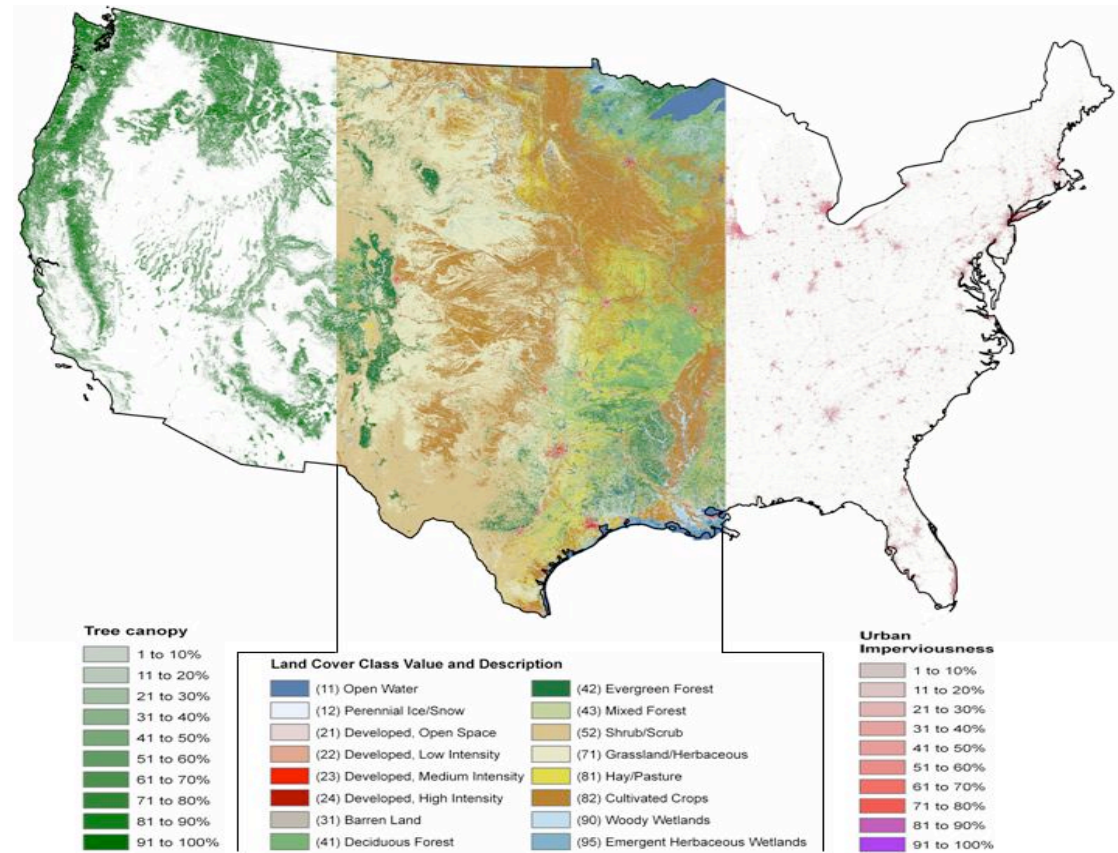 Tree canopy
1 to 10%
11 to 20%
21 to 30%
31 to 40%
41 to 50%
51 to 60%
61 to 70%
71 to 80%
81 to 90%
91 to 100%
Land Cover Class Value and Description
(11) Open Water
(12) Perennial Ice/Snow
(21) Developed, Open Space
(22) Developed, Low Intensity
(23) Developed, Medium Intensity
(24) Developed, High Intensity
(31) Barren Land
(41) Deciduous Forest
(42) Evergreen Forest
(43) Mixed Forest
(52) Shrub/Scrub
(71) Grassland/Herbaceous
(81) Hay/Pasture
(82) Cultivated Crops
(90) Woody Wetlands
(95) Emergent Herbaceous Wetlands
Urban
Imperviousness
1 to 10%
11 to 20%
21 to 30%
31 to 40%
41 to 50%
51 to 60%
61 to 70%
71 to 80%
81 to 90%
91 to 100%